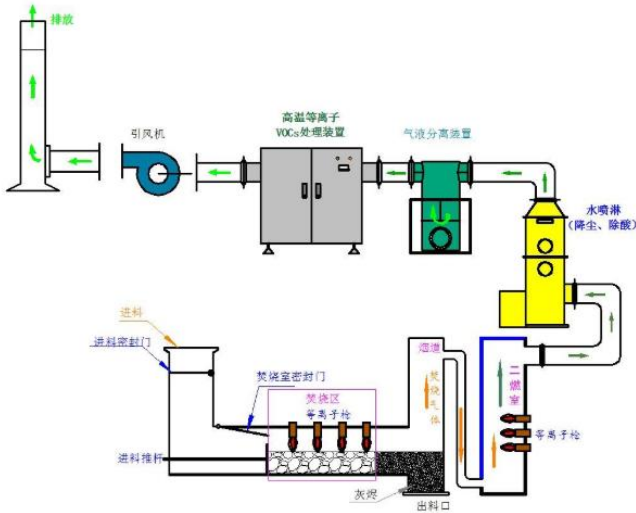 排放
引风机
高温等离子
VOCs处理装置
气液分离装置
水喷淋
（降尘、除酸）
进料
进料密封门
焚烧室密封门
焚烧区
等离子枪
烟道
焚烧气体
二燃室
等离子枪
进料推杆
灰烬
出料口